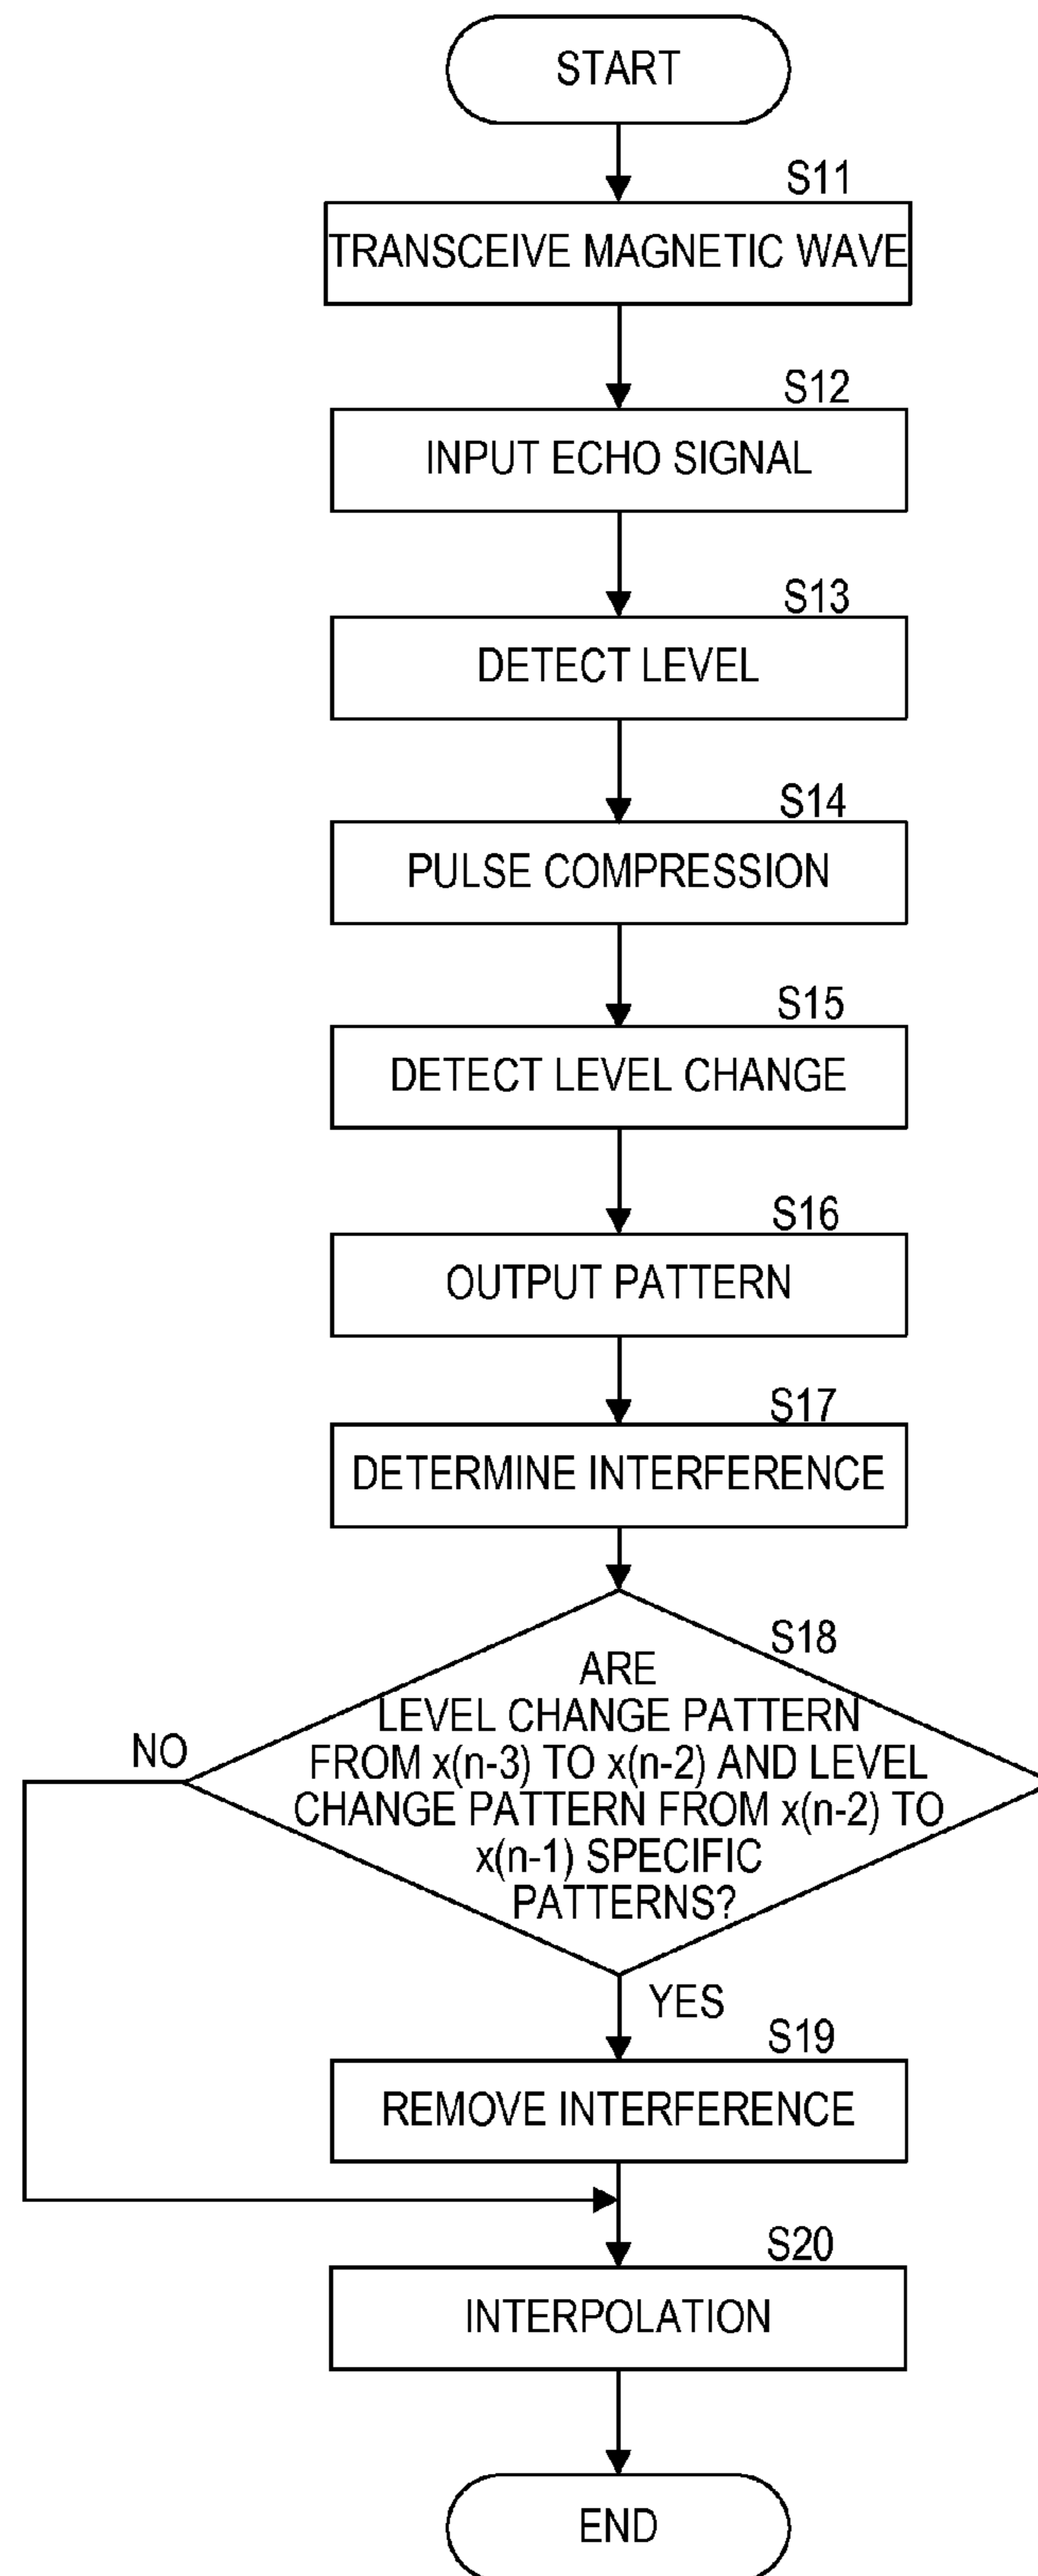 START
S11
TRANSCEIVE MAGNETIC WAVE
S12
INPUT ECHO SIGNAL
S13
DETECT LEVEL
S14
PULSE COMPRESSION
S15
DETECT LEVEL CHANGE
S16
OUTPUT PATTERN
S17
DETERMINE INTERFERENCE
S18
ARE
LEVEL CHANGE PATTERN
FROM x(n-3) TO x(n-2) AND LEVEL
CHANGE PATTERN FROM x(n-2) TO
x(n-1) SPECIFIC
PATTERNS?
NO
YES
S19
REMOVE INTERFERENCE
S20
INTERPOLATION
END